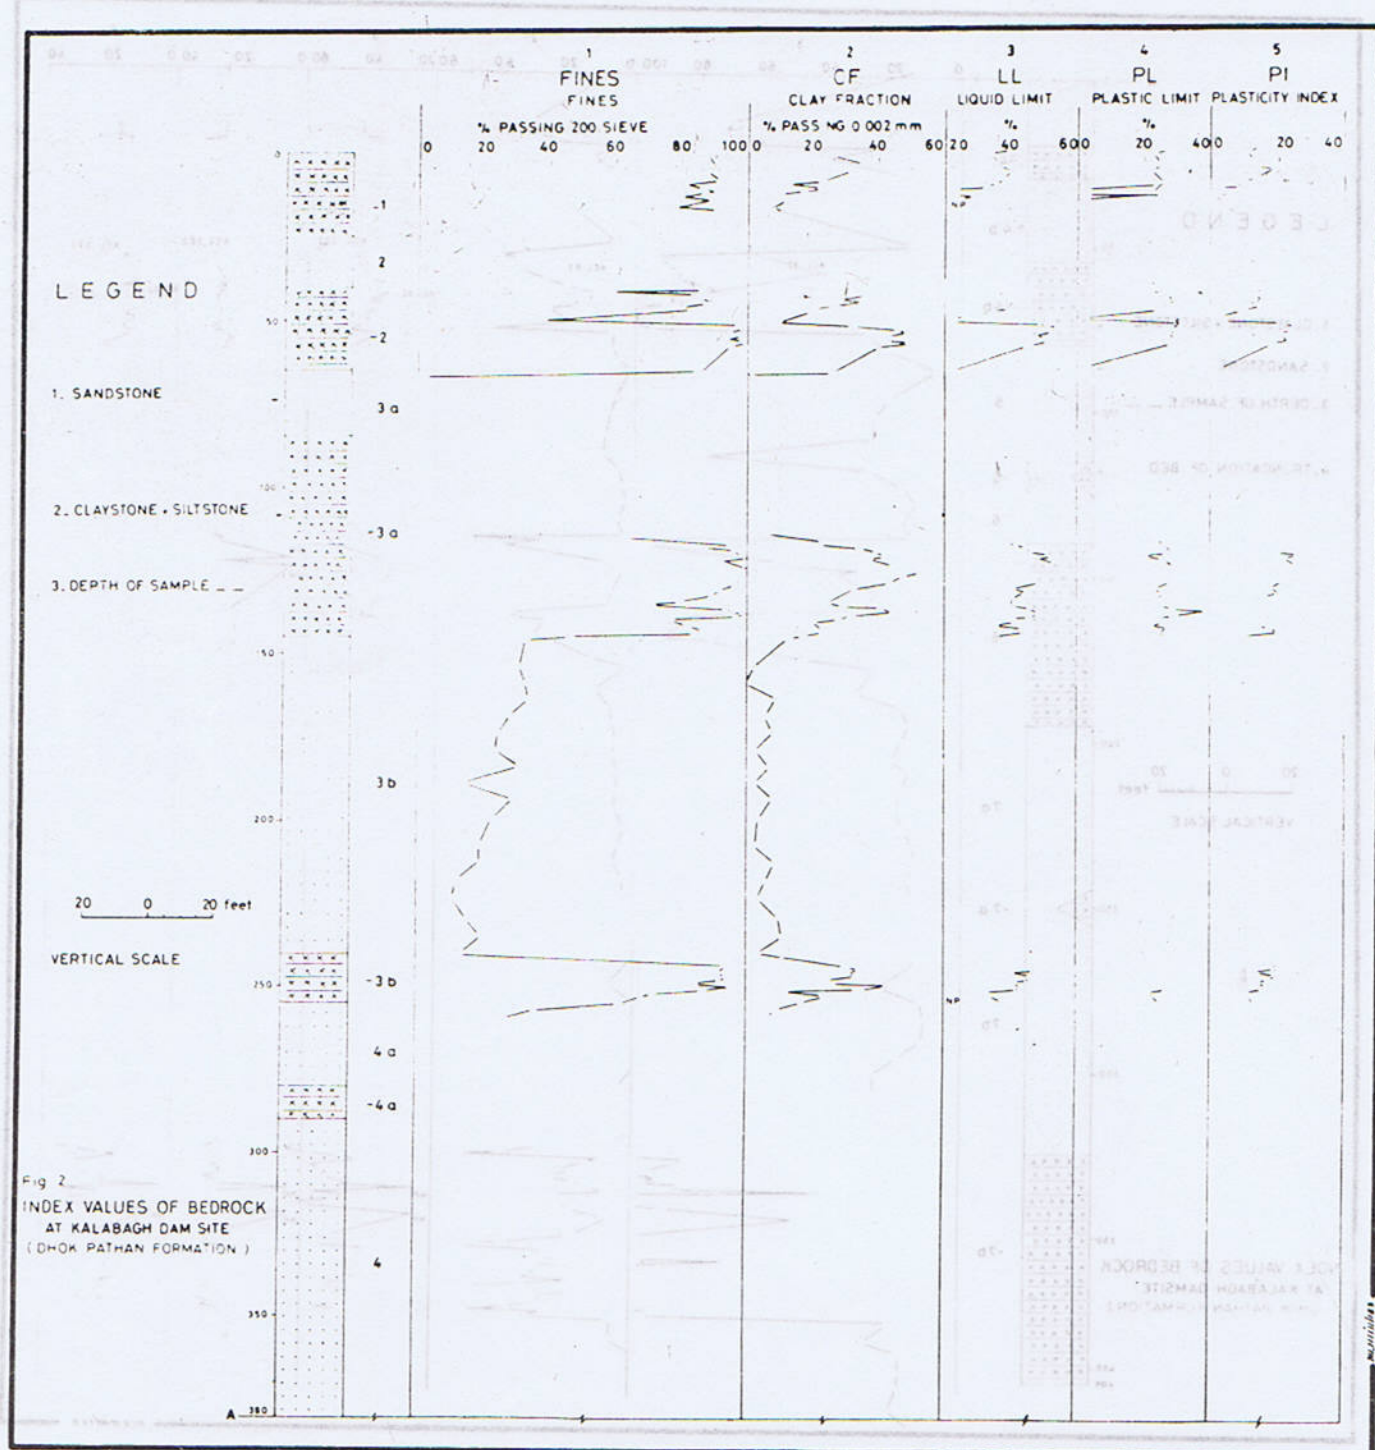 1 2 3 4 5
FINES CF LL PL PI
FINES CLAY FRACTION LIQUID LIMIT PLASTIC LIMIT PLASTICITY INDEX
% PASSING 200 SIEVE % PASS NG 0 002 mm % %
0 20 40 60 80 100 0 20 40 60 20 40 60 0 20 40 0 20 40
0
-1
NP
2
LEGEND
50
-2
1. SANDSTONE
3 a
100
2. CLAYSTONE + SILTSTONE
-3 a
3. DEPTH OF SAMPLE _ _
150
3 b
200
20 0 20 feet
VERTICAL SCALE
250
-3 b
NP
4 a
-4 a
300
Fig 2
INDEX VALUES OF BEDROCK
AT KALABAGH DAM SITE
( DHOK PATHAN FORMATION )
4
350
A 380